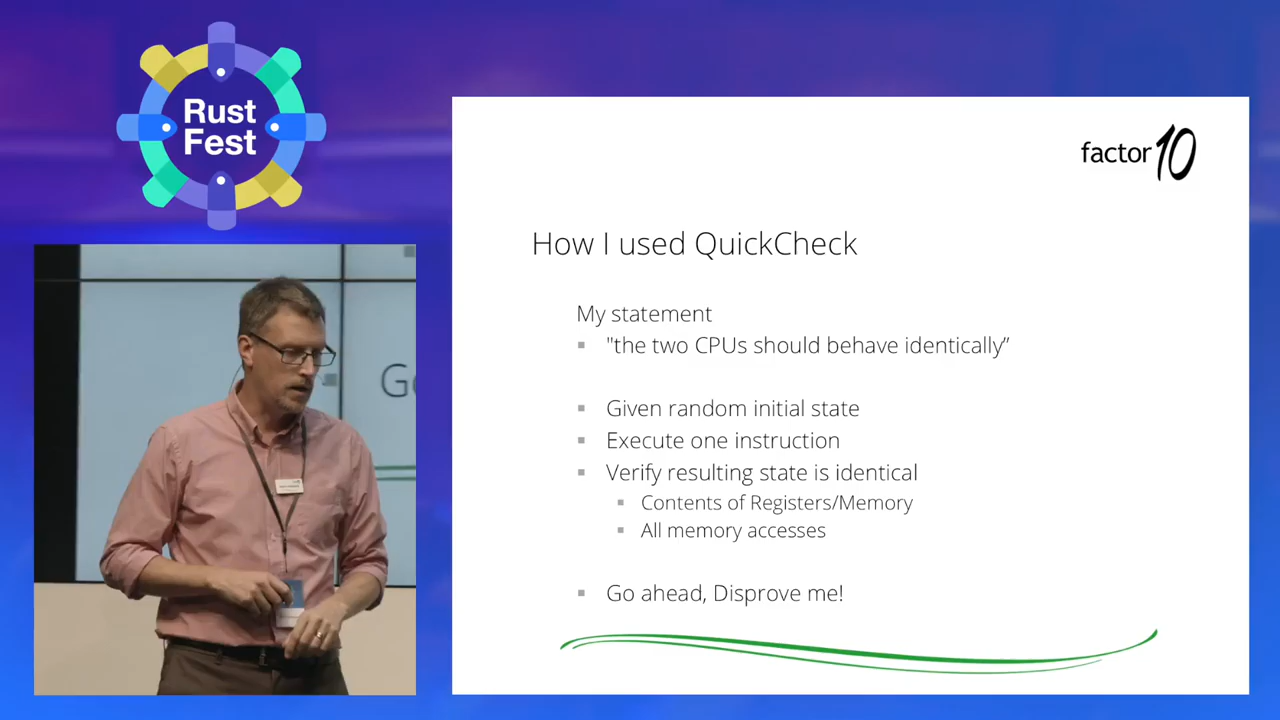 Rust
Fest
factor10
How I used QuickCheck
My statement
"the two CPUs should behave identically”
Given random initial state
Execute one instruction
Verify resulting state is identical
Contents of Registers/Memory
All memory accesses
Go ahead, Disprove me!